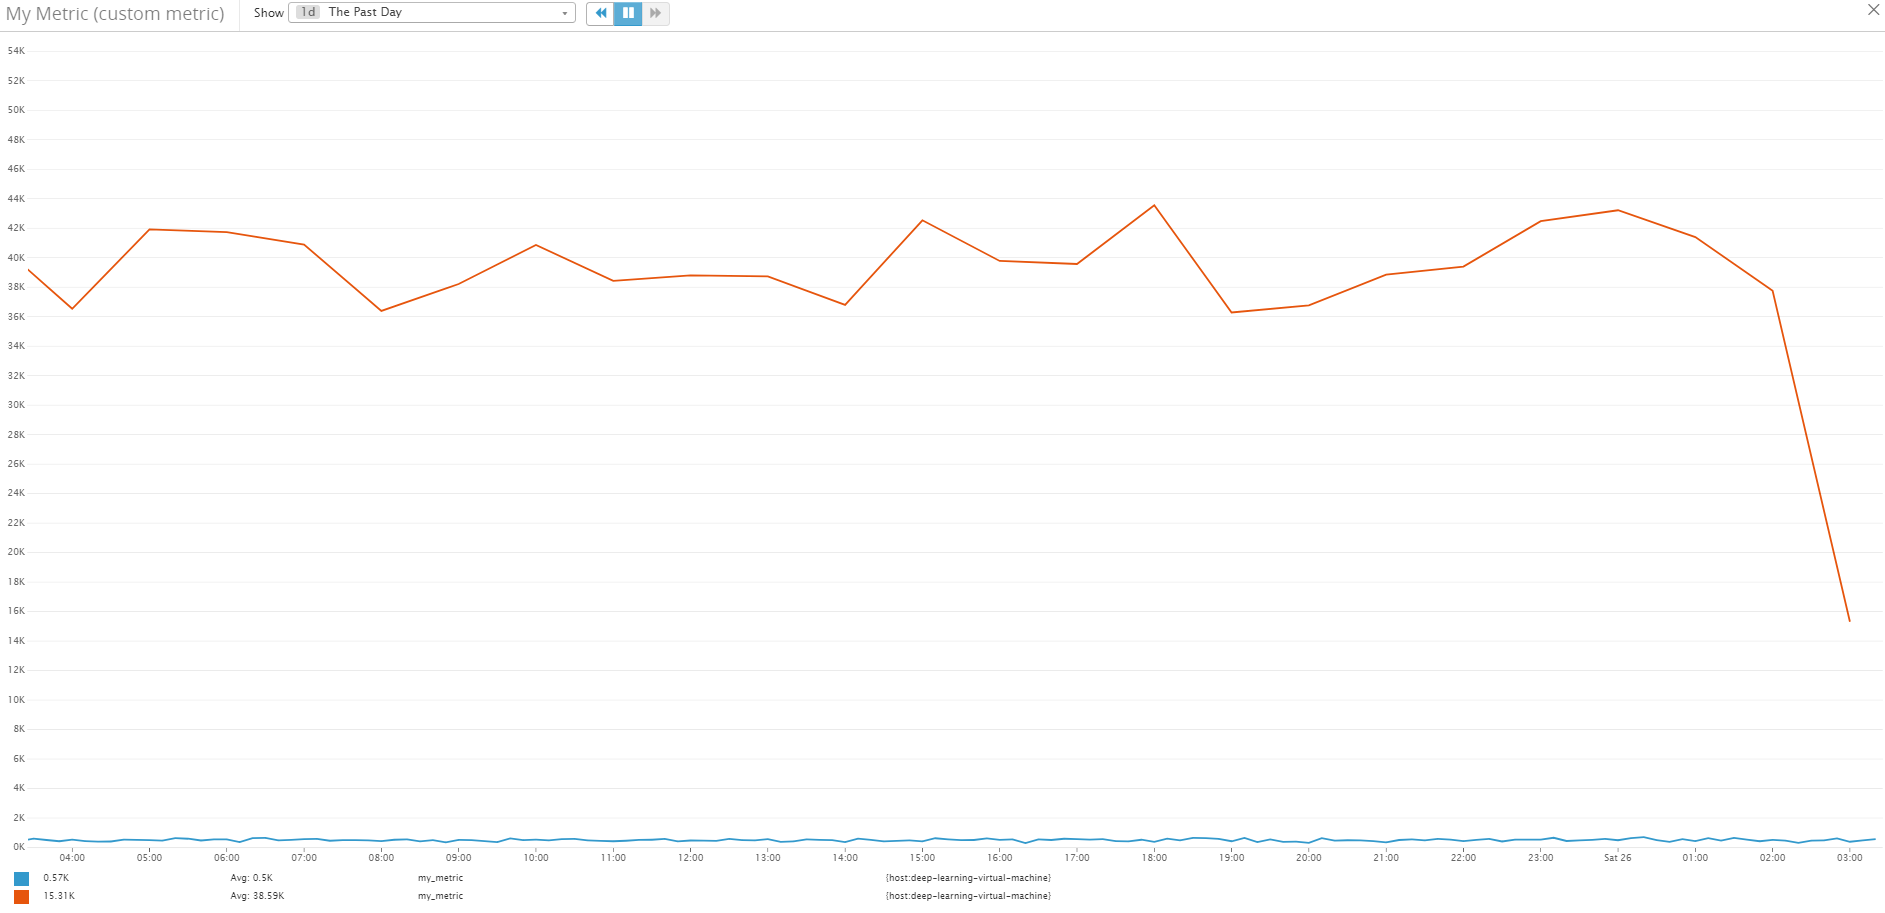 My Metric (custom metric) Show 1d The Past Day
54K
52K
50K
48K
46K
44K
42K
40K
38K
36K
34K
32K
30K
28K
26K
24K
22K
20K
18K
16K
14K
12K
10K
8K
6K
4K
2K
0K
04:00 05:00 06:00 07:00 08:00 09:00 10:00 11:00 12:00 13:00 14:00 15:00 16:00 17:00 18:00 19:00 20:00 21:00 22:00 23:00 Sat 26 01:00 02:00 03:00
0.57K Avg: 0.5K my_metric {host:deep-learning-virtual-machine}
15.31K Avg: 38.59K my_metric {host:deep-learning-virtual-machine}